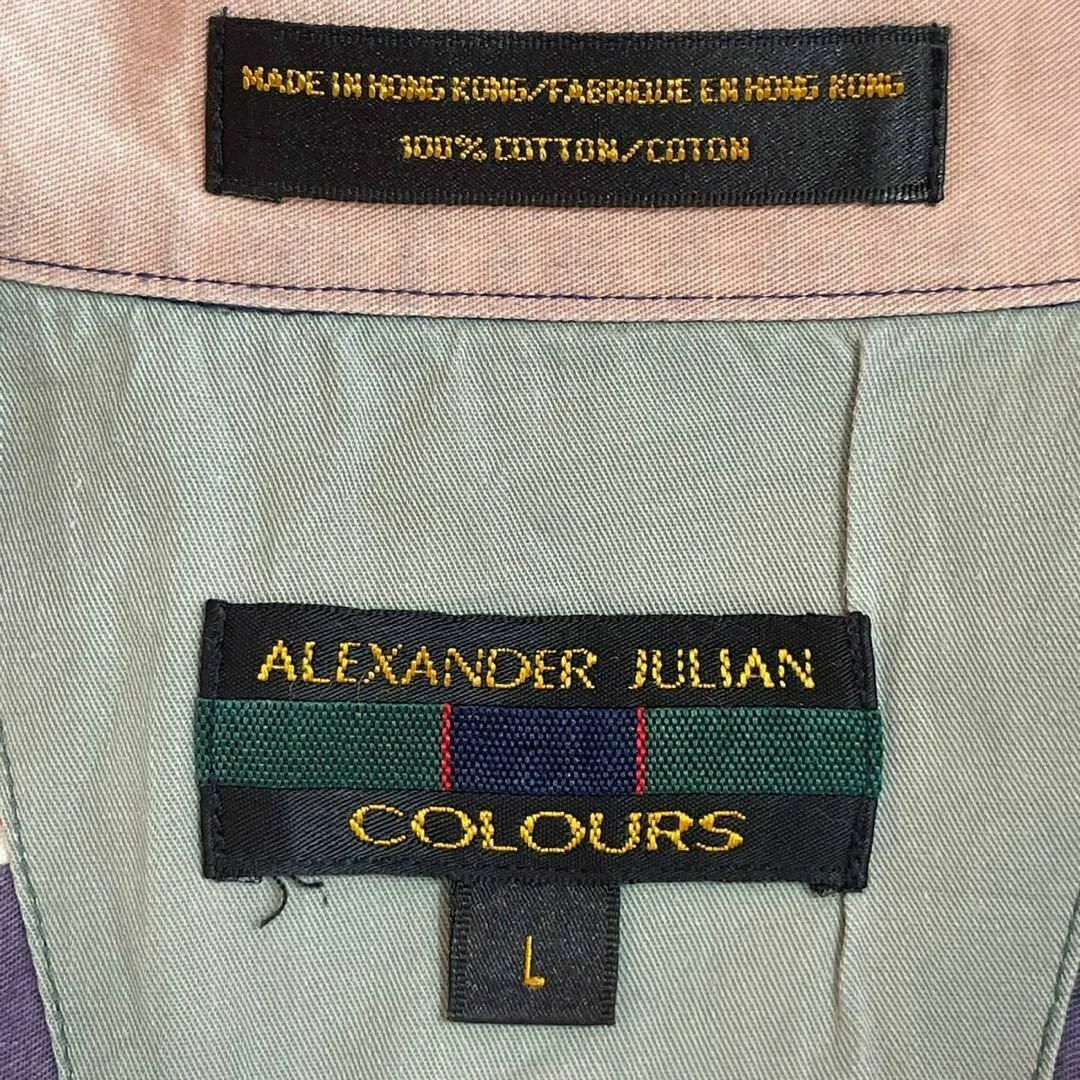 MADE IN HONG KONG/FABRIQUE EN HONG KONG
100% COTTON/COTON
ALEXANDER JULIAN
COLOURS
L